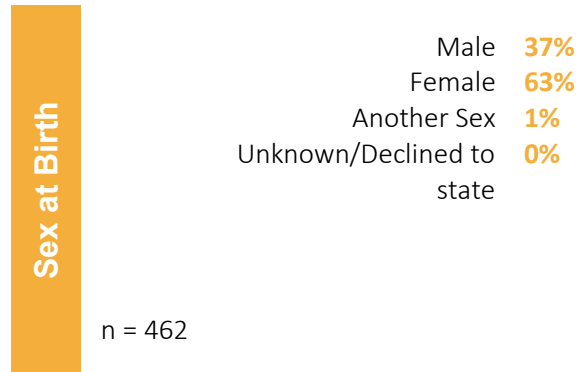 Sex at Birth
Male 37%
Female 63%
Another Sex 1%
Unknown/Declined to 0%
state
n = 462